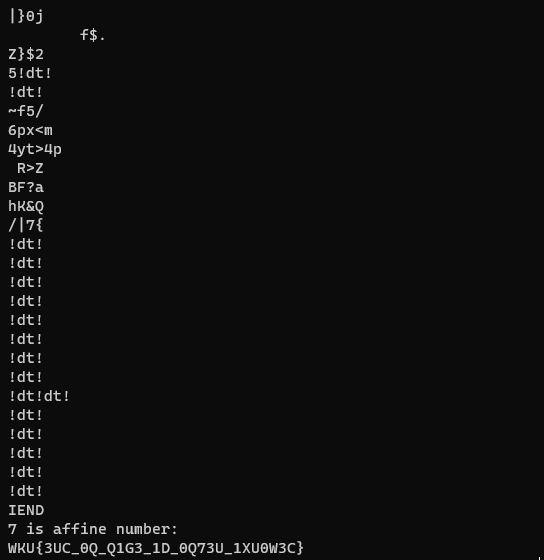 |}0j
f$.
Z}$2
5!dt!
!dt!
~f5/
6px<m
4yt>4p
R>Z
BF?a
hK&Q
/|7{
!dt!
!dt!
!dt!
!dt!
!dt!
!dt!
!dt!
!dt!
!dt!dt!
!dt!
!dt!
!dt!
!dt!
!dt!
IEND
7 is affine number:
WKU{3UC_0Q_Q1G3_1D_0Q73U_1XU0W3C}